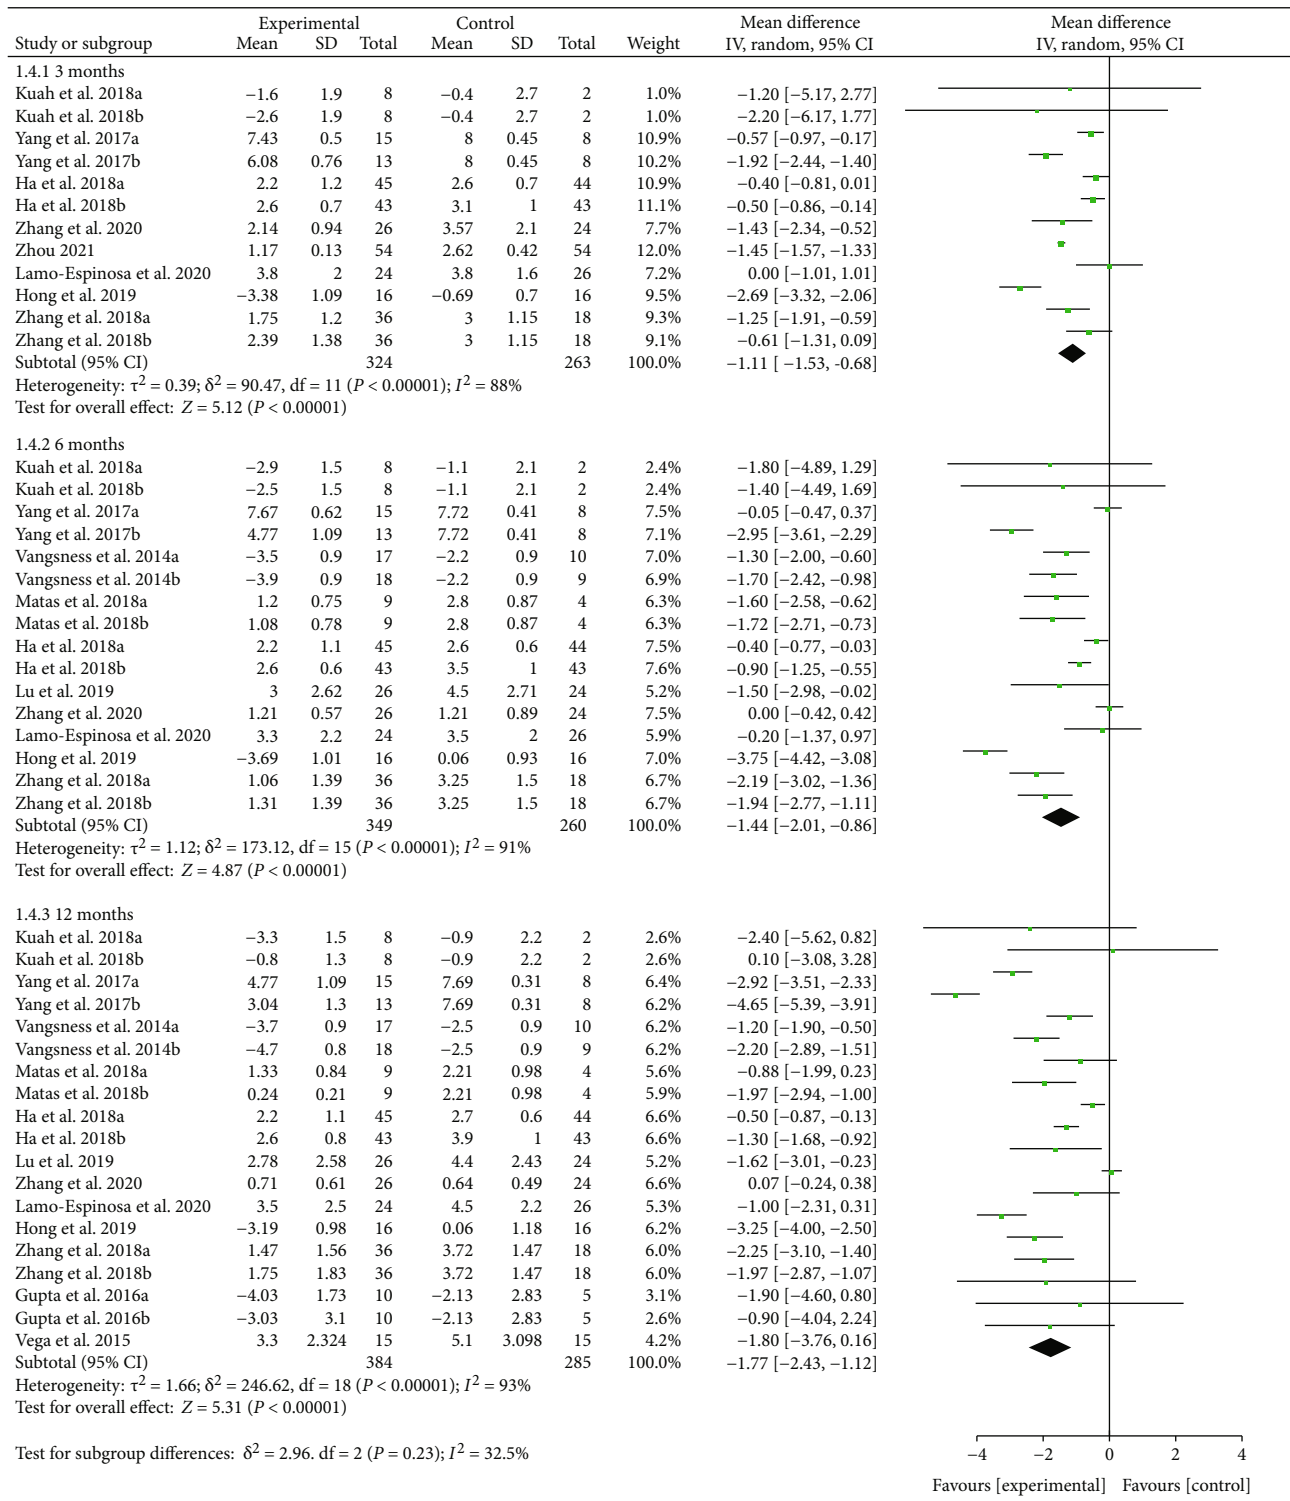 Experimental Control Mean difference Mean difference
Study or subgroup Mean SD Total Mean SD Total Weight IV, random, 95% CI IV, random, 95% CI
1.4.1 3 months
Kuah et al. 2018a −1.6 1.9 8 −0.4 2.7 2 1.0% −1.20 [−5.17, 2.77]
Kuah et al. 2018b −2.6 1.9 8 −0.4 2.7 2 1.0% −2.20 [−6.17, 1.77]
Yang et al. 2017a 7.43 0.5 15 8 0.45 8 10.9% −0.57 [−0.97, −0.17]
Yang et al. 2017b 6.08 0.76 13 8 0.45 8 10.2% −1.92 [−2.44, −1.40]
Ha et al. 2018a 2.2 1.2 45 2.6 0.7 44 10.9% −0.40 [−0.81, 0.01]
Ha et al. 2018b 2.6 0.7 43 3.1 1 43 11.1% −0.50 [−0.86, −0.14]
Zhang et al. 2020 2.14 0.94 26 3.57 2.1 24 7.7% −1.43 [−2.34, −0.52]
Zhou 2021 1.17 0.13 54 2.62 0.42 54 12.0% −1.45 [−1.57, −1.33]
Lamo-Espinosa et al. 2020 3.8 2 24 3.8 1.6 26 7.2% 0.00 [−1.01, 1.01]
Hong et al. 2019 −3.38 1.09 16 −0.69 0.7 16 9.5% −2.69 [−3.32, −2.06]
Zhang et al. 2018a 1.75 1.2 36 3 1.15 18 9.3% −1.25 [−1.91, −0.59]
Zhang et al. 2018b 2.39 1.38 36 3 1.15 18 9.1% −0.61 [−1.31, 0.09]
Subtotal (95% CI) 324 263 100.0% −1.11 [ −1.53, -0.68]
Heterogeneity: τ² = 0.39; δ² = 90.47, df = 11 (P < 0.00001); I² = 88%
Test for overall effect: Z = 5.12 (P < 0.00001)
1.4.2 6 months
Kuah et al. 2018a −2.9 1.5 8 −1.1 2.1 2 2.4% −1.80 [−4.89, 1.29]
Kuah et al. 2018b −2.5 1.5 8 −1.1 2.1 2 2.4% −1.40 [−4.49, 1.69]
Yang et al. 2017a 7.67 0.62 15 7.72 0.41 8 7.5% −0.05 [−0.47, 0.37]
Yang et al. 2017b 4.77 1.09 13 7.72 0.41 8 7.1% −2.95 [−3.61, −2.29]
Vangsness et al. 2014a −3.5 0.9 17 −2.2 0.9 10 7.0% −1.30 [−2.00, −0.60]
Vangsness et al. 2014b −3.9 0.9 18 −2.2 0.9 9 6.9% −1.70 [−2.42, −0.98]
Matas et al. 2018a 1.2 0.75 9 2.8 0.87 4 6.3% −1.60 [−2.58, −0.62]
Matas et al. 2018b 1.08 0.78 9 2.8 0.87 4 6.3% −1.72 [−2.71, −0.73]
Ha et al. 2018a 2.2 1.1 45 2.6 0.6 44 7.5% −0.40 [−0.77, −0.03]
Ha et al. 2018b 2.6 0.6 43 3.5 1 43 7.6% −0.90 [−1.25, −0.55]
Lu et al. 2019 3 2.62 26 4.5 2.71 24 5.2% −1.50 [−2.98, −0.02]
Zhang et al. 2020 1.21 0.57 26 1.21 0.89 24 7.5% 0.00 [−0.42, 0.42]
Lamo-Espinosa et al. 2020 3.3 2.2 24 3.5 2 26 5.9% −0.20 [−1.37, 0.97]
Hong et al. 2019 −3.69 1.01 16 0.06 0.93 16 7.0% −3.75 [−4.42, −3.08]
Zhang et al. 2018a 1.06 1.39 36 3.25 1.5 18 6.7% −2.19 [−3.02, −1.36]
Zhang et al. 2018b 1.31 1.39 36 3.25 1.5 18 6.7% −1.94 [−2.77, −1.11]
Subtotal (95% CI) 349 260 100.0% −1.44 [−2.01, −0.86]
Heterogeneity: τ² = 1.12; δ² = 173.12, df = 15 (P < 0.00001); I² = 91%
Test for overall effect: Z = 4.87 (P < 0.00001)
1.4.3 12 months
Kuah et al. 2018a −3.3 1.5 8 −0.9 2.2 2 2.6% −2.40 [−5.62, 0.82]
Kuah et al. 2018b −0.8 1.3 8 −0.9 2.2 2 2.6% 0.10 [−3.08, 3.28]
Yang et al. 2017a 4.77 1.09 15 7.69 0.31 8 6.4% −2.92 [−3.51, −2.33]
Yang et al. 2017b 3.04 1.3 13 7.69 0.31 8 6.2% −4.65 [−5.39, −3.91]
Vangsness et al. 2014a −3.7 0.9 17 −2.5 0.9 10 6.2% −1.20 [−1.90, −0.50]
Vangsness et al. 2014b −4.7 0.8 18 −2.5 0.9 9 6.2% −2.20 [−2.89, −1.51]
Matas et al. 2018a 1.33 0.84 9 2.21 0.98 4 5.6% −0.88 [−1.99, 0.23]
Matas et al. 2018b 0.24 0.21 9 2.21 0.98 4 5.9% −1.97 [−2.94, −1.00]
Ha et al. 2018a 2.2 1.1 45 2.7 0.6 44 6.6% −0.50 [−0.87, −0.13]
Ha et al. 2018b 2.6 0.8 43 3.9 1 43 6.6% −1.30 [−1.68, −0.92]
Lu et al. 2019 2.78 2.58 26 4.4 2.43 24 5.2% −1.62 [−3.01, −0.23]
Zhang et al. 2020 0.71 0.61 26 0.64 0.49 24 6.6% 0.07 [−0.24, 0.38]
Lamo-Espinosa et al. 2020 3.5 2.5 24 4.5 2.2 26 5.3% −1.00 [−2.31, 0.31]
Hong et al. 2019 −3.19 0.98 16 0.06 1.18 16 6.2% −3.25 [−4.00, −2.50]
Zhang et al. 2018a 1.47 1.56 36 3.72 1.47 18 6.0% −2.25 [−3.10, −1.40]
Zhang et al. 2018b 1.75 1.83 36 3.72 1.47 18 6.0% −1.97 [−2.87, −1.07]
Gupta et al. 2016a −4.03 1.73 10 −2.13 2.83 5 3.1% −1.90 [−4.60, 0.80]
Gupta et al. 2016b −3.03 3.1 10 −2.13 2.83 5 2.6% −0.90 [−4.04, 2.24]
Vega et al. 2015 3.3 2.324 15 5.1 3.098 15 4.2% −1.80 [−3.76, 0.16]
Subtotal (95% CI) 384 285 100.0% −1.77 [−2.43, −1.12]
Heterogeneity: τ² = 1.66; δ² = 246.62, df = 18 (P < 0.00001); I² = 93%
Test for overall effect: Z = 5.31 (P < 0.00001)
Test for subgroup differences: δ² = 2.96. df = 2 (P = 0.23); I² = 32.5%
−4 −2 0 2 4
Favours [experimental] Favours [control]